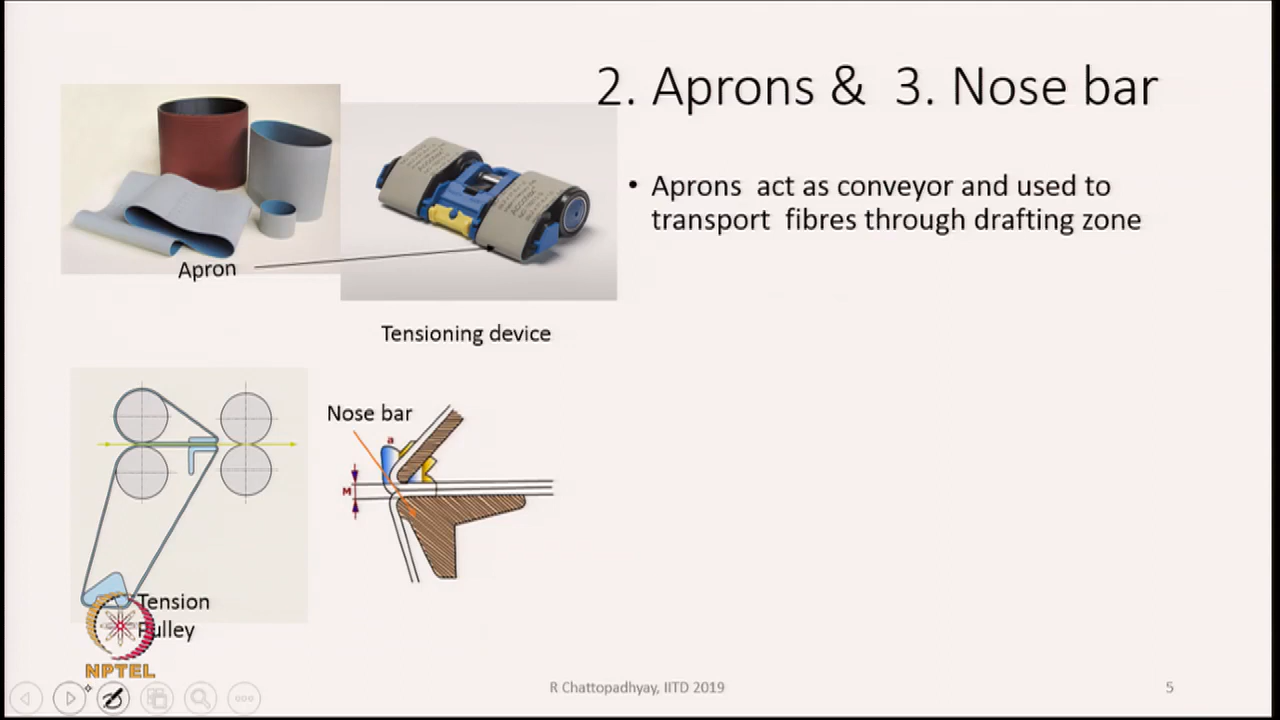 2. Aprons & 3. Nose bar
• Aprons act as conveyor and used to
transport fibres through drafting zone
Apron
Tensioning device
Nose bar
a
M
Tension
Pulley
NPTEL
R Chattopadhyay, IITD 2019
5